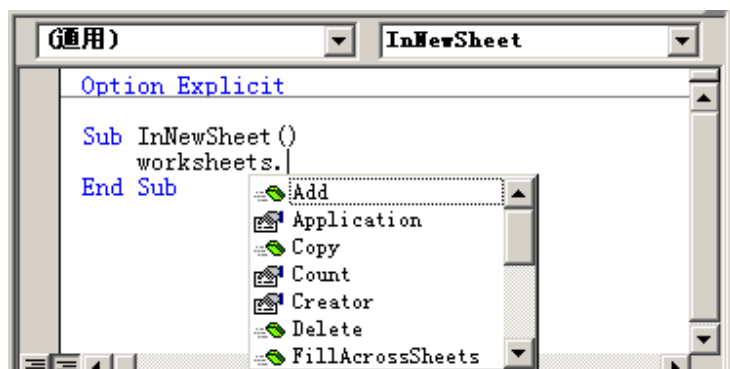 (通用) InNewSheet
Option Explicit
Sub InNewSheet()
worksheets.
End Sub
Add
Application
Copy
Count
Creator
Delete
FillAcrossSheets